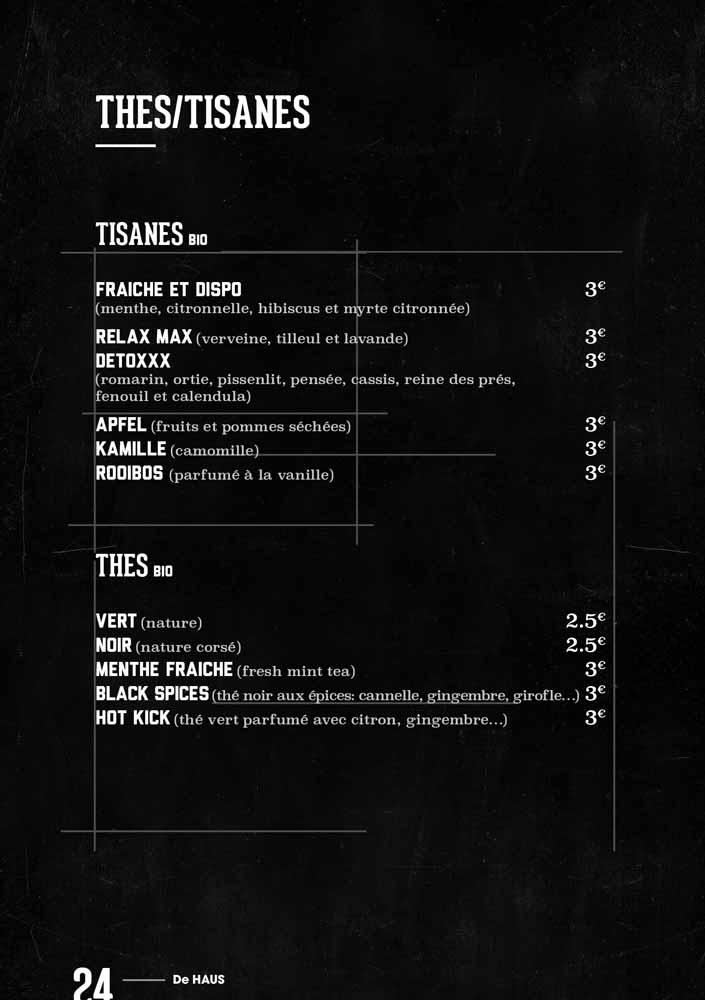 THES/TISANES
TISANES BIO
FRAICHE ET DISPO 3€
(menthe, citronnelle, hibiscus et myrte citronnée)
RELAX MAX (verveine, tilleul et lavande) 3€
DETOXXX 3€
(romarin, ortie, pissenlit, pensée, cassis, reine des prés,
fenouil et calendula)
APFEL (fruits et pommes séchées) 3€
KAMILLE (camomille) 3€
ROOIBOS (parfumé à la vanille) 3€
THES BIO
VERT (nature) 2.5€
NOIR (nature corsé) 2.5€
MENTHE FRAICHE (fresh mint tea) 3€
BLACK SPICES (thé noir aux épices: cannelle, gingembre, girofle...) 3€
HOT KICK (thé vert parfumé avec citron, gingembre...) 3€
24 De HAUS